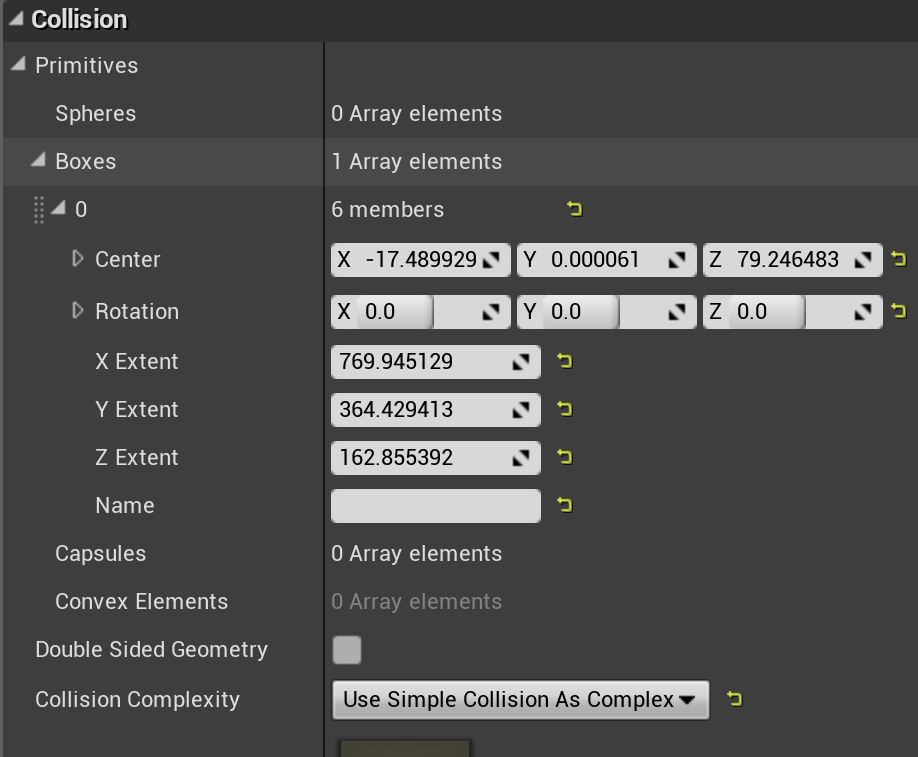 Collision
Primitives
Spheres 0 Array elements
Boxes 1 Array elements
0 6 members
Center X -17.489929 Y 0.000061 Z 79.246483
Rotation X 0.0 Y 0.0 Z 0.0
X Extent 769.945129
Y Extent 364.429413
Z Extent 162.855392
Name
Capsules 0 Array elements
Convex Elements 0 Array elements
Double Sided Geometry
Collision Complexity Use Simple Collision As Complex